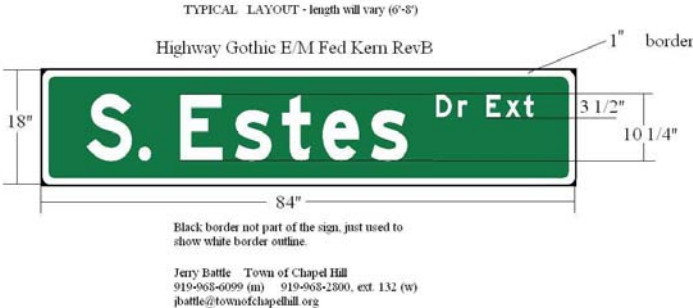 TYPICAL LAYOUT - length will vary (6'-8')
Highway Gothic E/M Fed Kern RevB
1" border
S. Estes Dr Ext
18"
3 1/2"
10 1/4"
84"
Black border not part of the sign, just used to
show white border outline.
Jerry Battle Town of Chapel Hill
919-968-6099 (m) 919-968-2800, ext. 132 (w)
jbattle@townofchapelhill.org